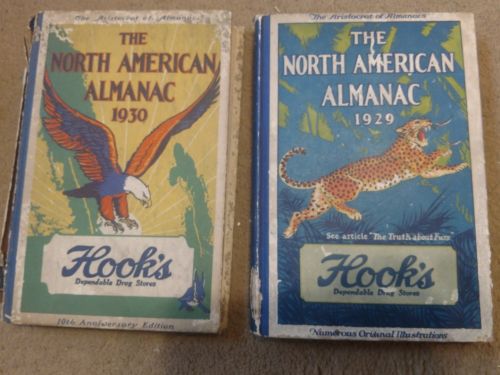 The Aristocrat of Almanacs
THE
NORTH AMERICAN
ALMANAC
1930
Hook's
Dependable Drug Stores
10th Anniversary Edition
The Aristocrat of Almanacs
THE
NORTH AMERICAN
ALMANAC
1929
See article "The Truth about Furs"
Hook's
Dependable Drug Stores
Numerous Original Illustrations